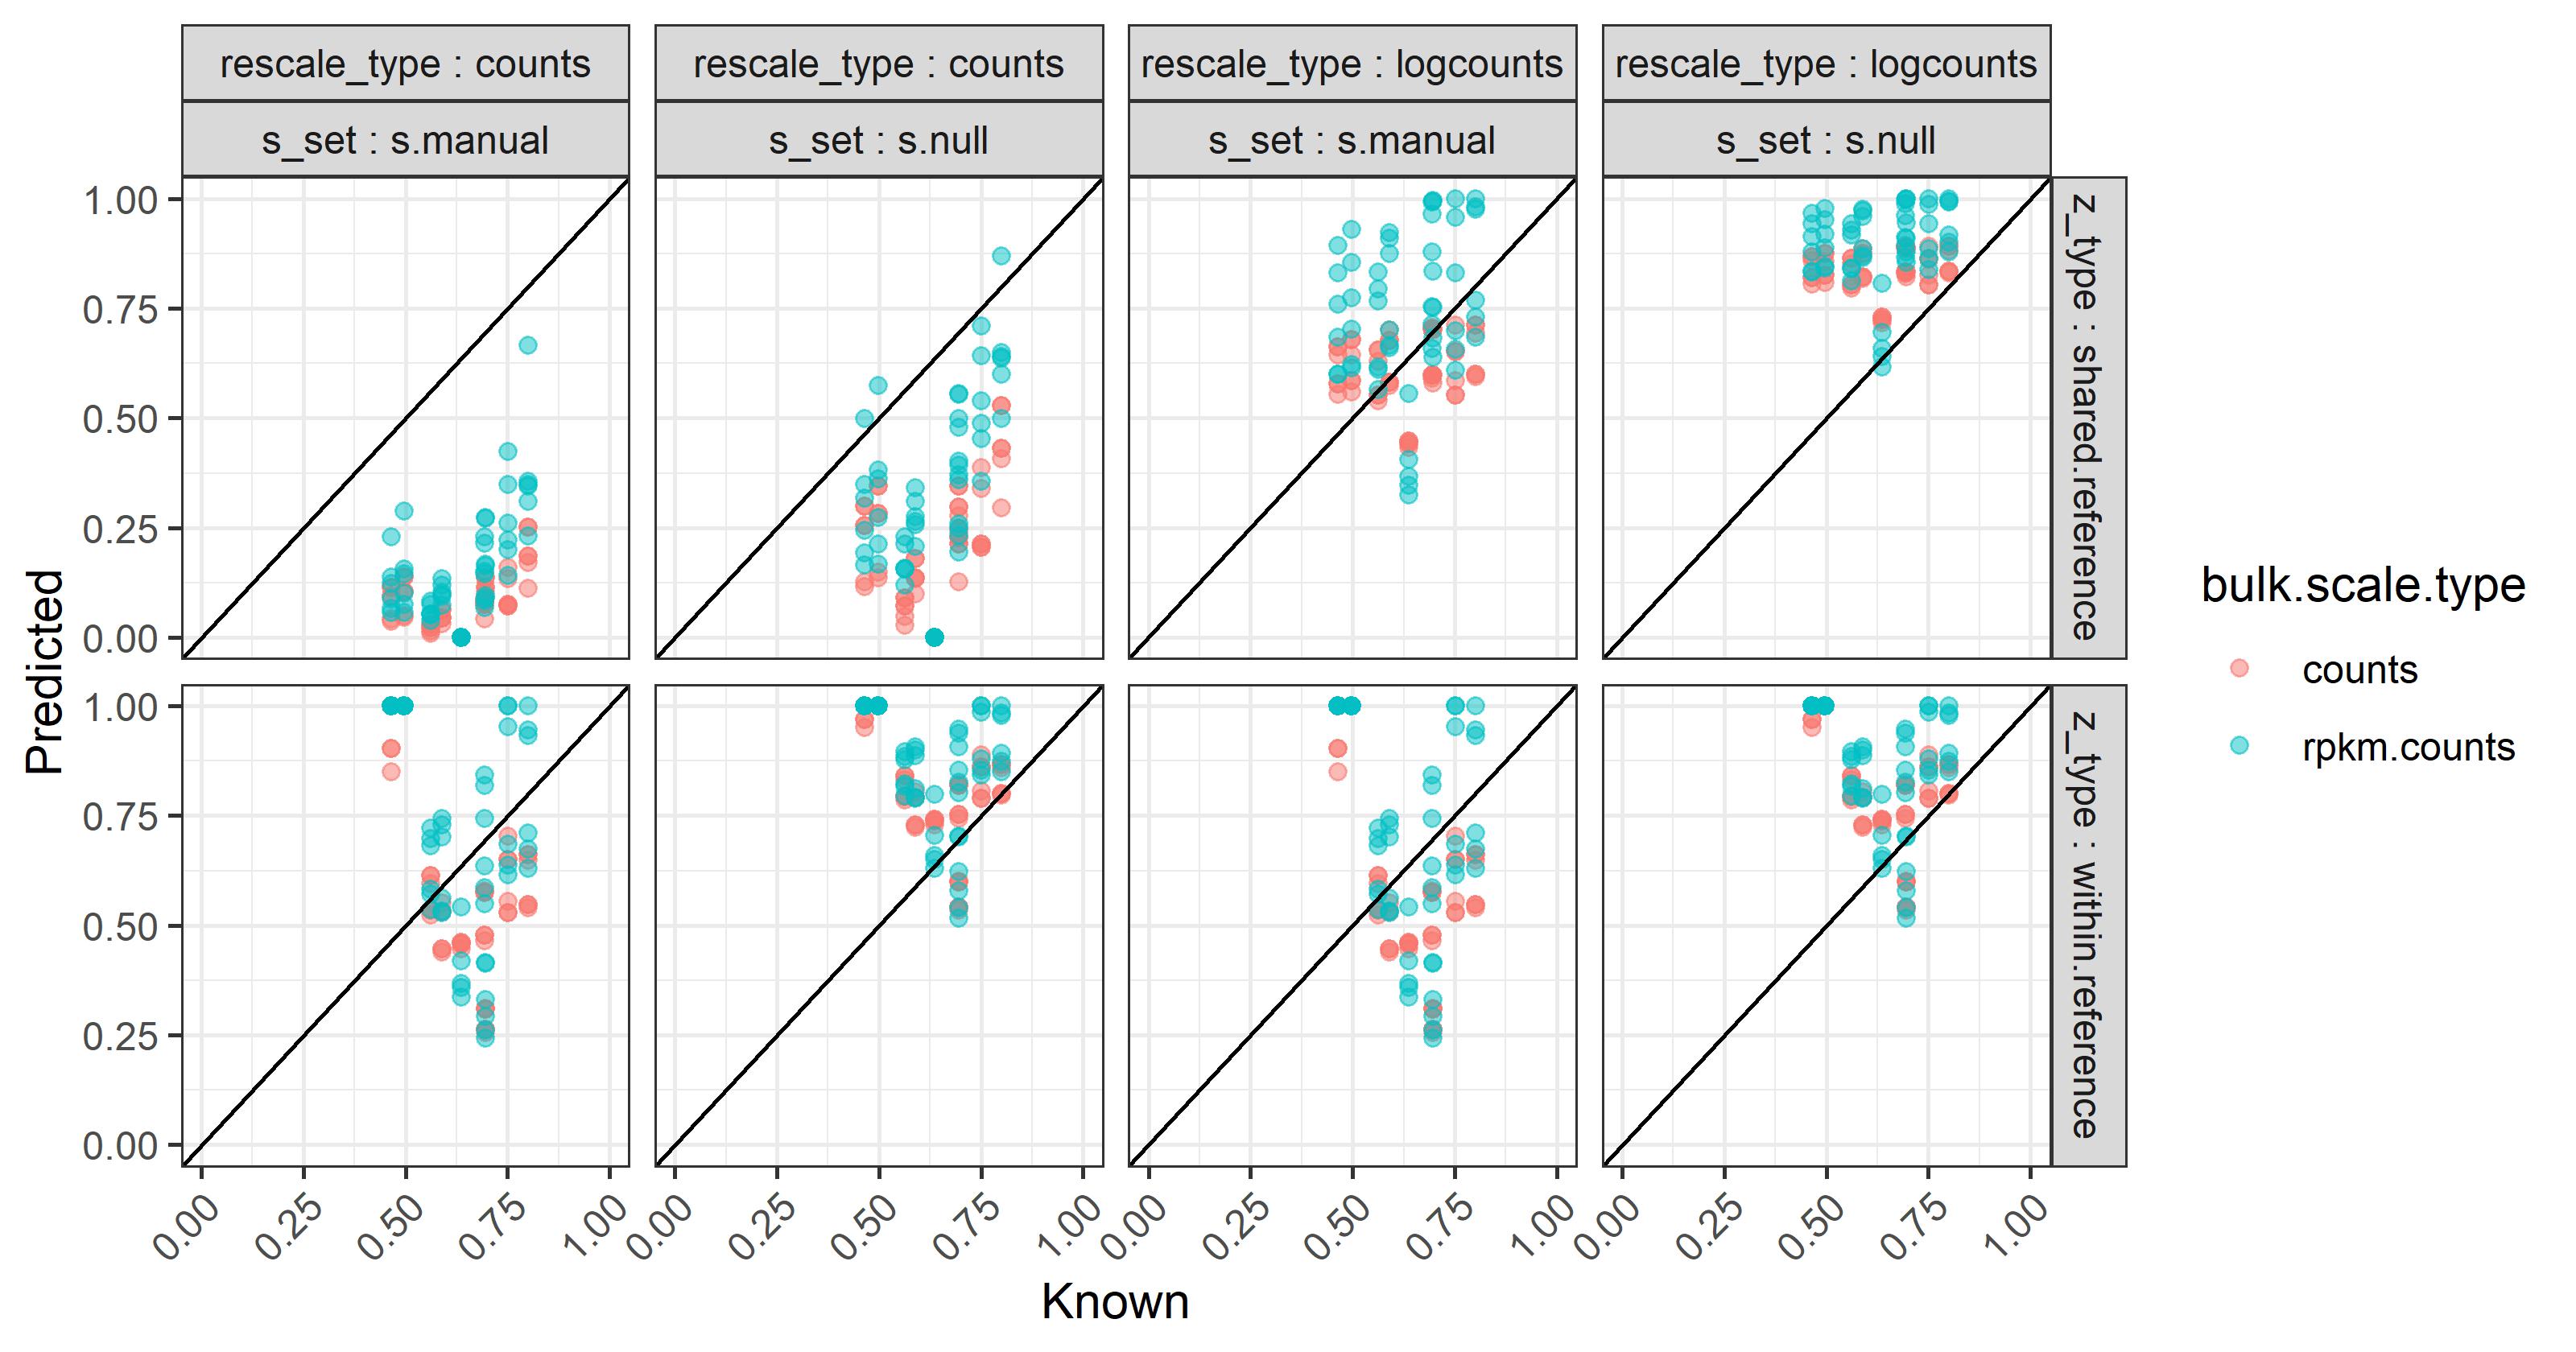 rescale_type : counts
rescale_type : counts
rescale_type : logcounts
rescale_type : logcounts
s_set : s.manual
s_set : s.null
s_set : s.manual
s_set : s.null
1.00
0.75
0.50
0.25
0.00
z_type : shared.reference
1.00
0.75
0.50
0.25
0.00
z_type : within.reference
Predicted
0.00 0.25 0.50 0.75 1.00
0.00 0.25 0.50 0.75 1.00
0.00 0.25 0.50 0.75 1.00
0.00 0.25 0.50 0.75 1.00
Known
bulk.scale.type
counts
rpkm.counts